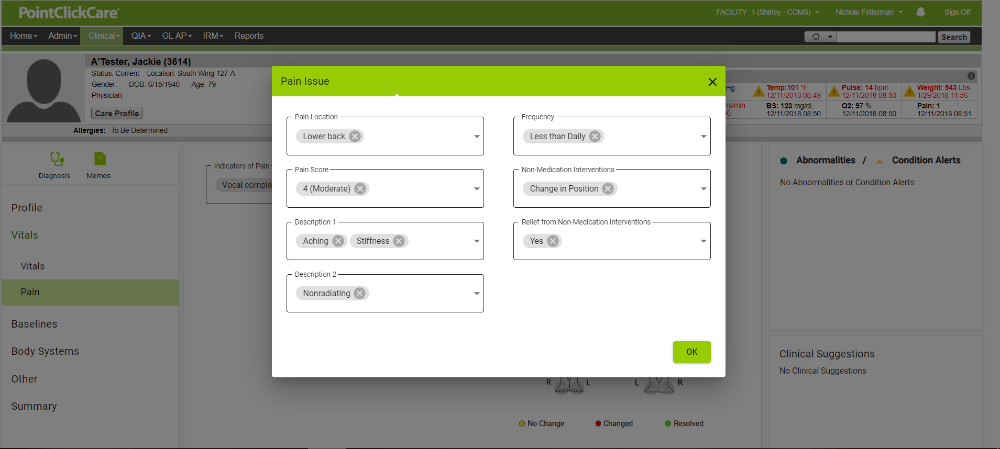 PointClickCare®
FACILITY_1 (Shirley - COMS)
Nichole Fetterman
Sign Off
Home
Admin
Clinical
QIA
GL AP
IRM
Reports
Search
A'Tester, Jackie (3614)
Status: Current Location: South Wing 127-A
Gender: DOB: 6/15/1940 Age: 79
Physician:
Care Profile
Allergies: To Be Determined
Hg
Temp:101 °F
12/11/2018 08:49
Pulse: 14 bpm
12/11/2018 08:50
Weight: 543 Lbs
1/29/2018 11:56
ns/min
50
BS: 123 mg/dL
12/11/2018 08:50
O2: 97 %
12/11/2018 08:50
Pain: 1
12/11/2018 08:51
Diagnosis
Memos
Profile
Vitals
Vitals
Pain
Baselines
Body Systems
Other
Summary
Indicators of Pain
Vocal compla
Pain Issue
Pain Location
Lower back
Frequency
Less than Daily
Pain Score
4 (Moderate)
Non-Medication Interventions
Change in Position
Description 1
Aching
Stiffness
Relief from Non-Medication Interventions
Yes
Description 2
Nonradiating
OK
R L
L R
No Change
Changed
Resolved
Abnormalities / Condition Alerts
No Abnormalities or Condition Alerts
Clinical Suggestions
No Clinical Suggestions